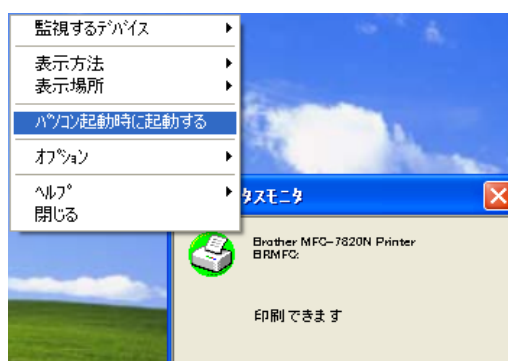 監視するﾃﾞﾊﾞｲｽ
表示方法
表示場所
ﾊﾟｿｺﾝ起動時に起動する
ｵﾌﾟｼｮﾝ
ﾍﾙﾌﾟ
閉じる
ﾀｽﾓﾆﾀ
Brother MFC-7820N Printer
BRMFC:
印刷できます